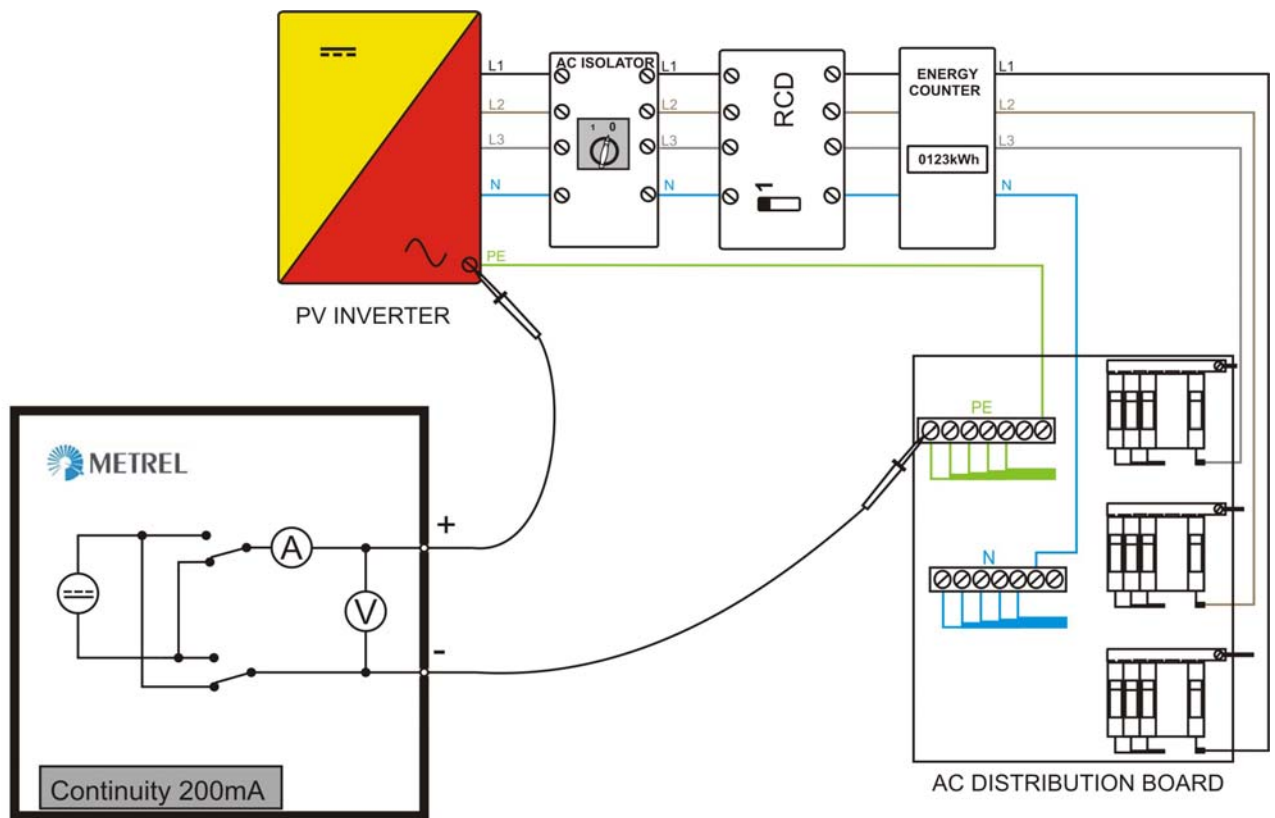 AC ISOLATOR
RCD
ENERGY
COUNTER
L1
L1
L1
L2
L2
L2
L3
L3
L3
1 0
0123kWh
N
N
N
1
PE
PV INVERTER
METREL
PE
+
A
V
N
-
Continuity 200mA
AC DISTRIBUTION BOARD